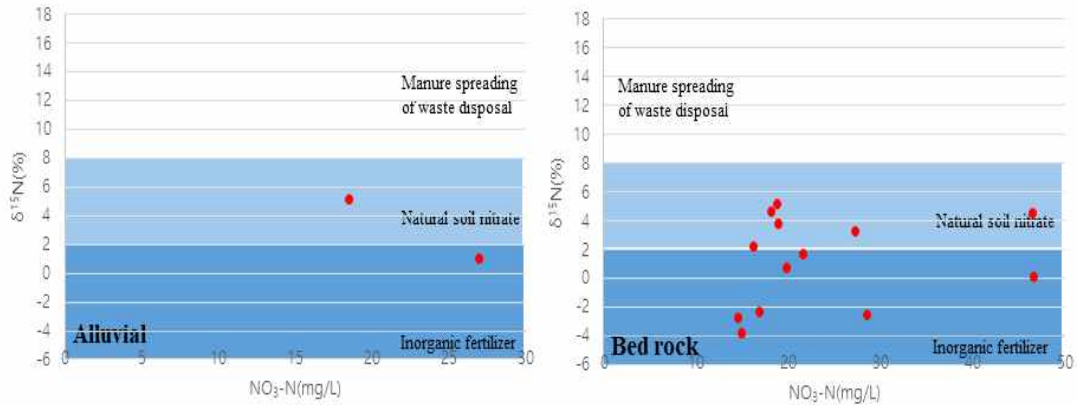 18
16
14
12
10
8
6
4
2
0
-2
-4
-6
δ¹⁵N(%)
Manure spreading
of waste disposal
Natural soil nitrate
Alluvial
Inorganic fertilizer
0 5 10 15 20 25 30
NO₃-N(mg/L)
18
16
14
12
10
8
6
4
2
0
-2
-4
-6
δ¹⁵N(%)
Manure spreading
of waste disposal
Natural soil nitrate
Bed rock
Inorganic fertilizer
0 10 20 30 40 50
NO₃-N(mg/L)